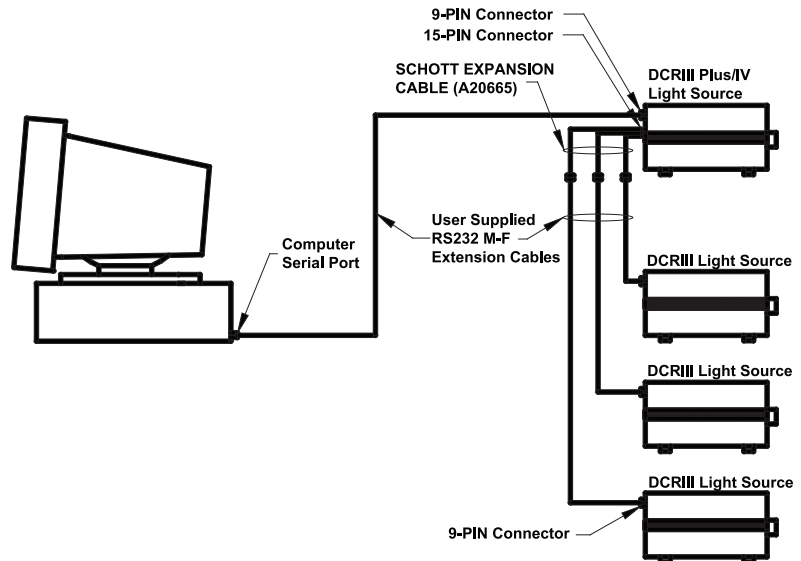 9-PIN Connector
15-PIN Connector
SCHOTT EXPANSION
CABLE (A20665)
DCRIII Plus/IV
Light Source
User Supplied
RS232 M-F
Extension Cables
Computer
Serial Port
DCRIII Light Source
DCRIII Light Source
DCRIII Light Source
9-PIN Connector